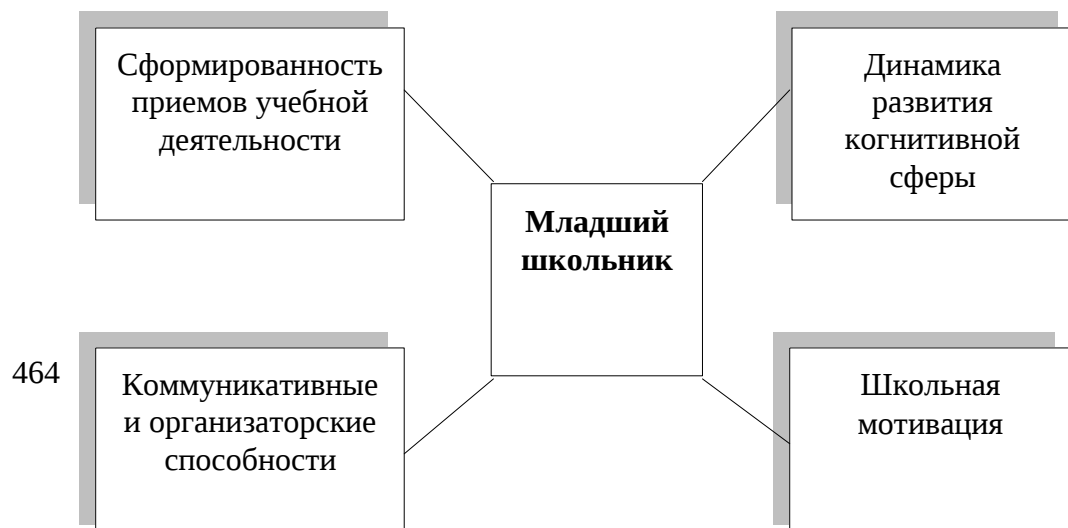 Сформированность
приемов учебной
деятельности
Динамика
развития
когнитивной
сферы
Младший
школьник
464
Коммуникативные
и организаторские
способности
Школьная
мотивация